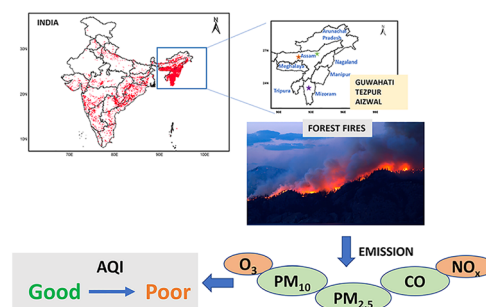 INDIA
N
30N
20N
10N
70E
80E
90E
100E
N
Arunachal
Pradesh
Assam
Nagaland
Meghalaya
Manipur
Tripura
Mizoram
GUWAHATI
TEZPUR
AIZWAL
FOREST FIRES
EMISSION
O3
PM10
PM2.5
CO
NOx
AQI
Good
Poor